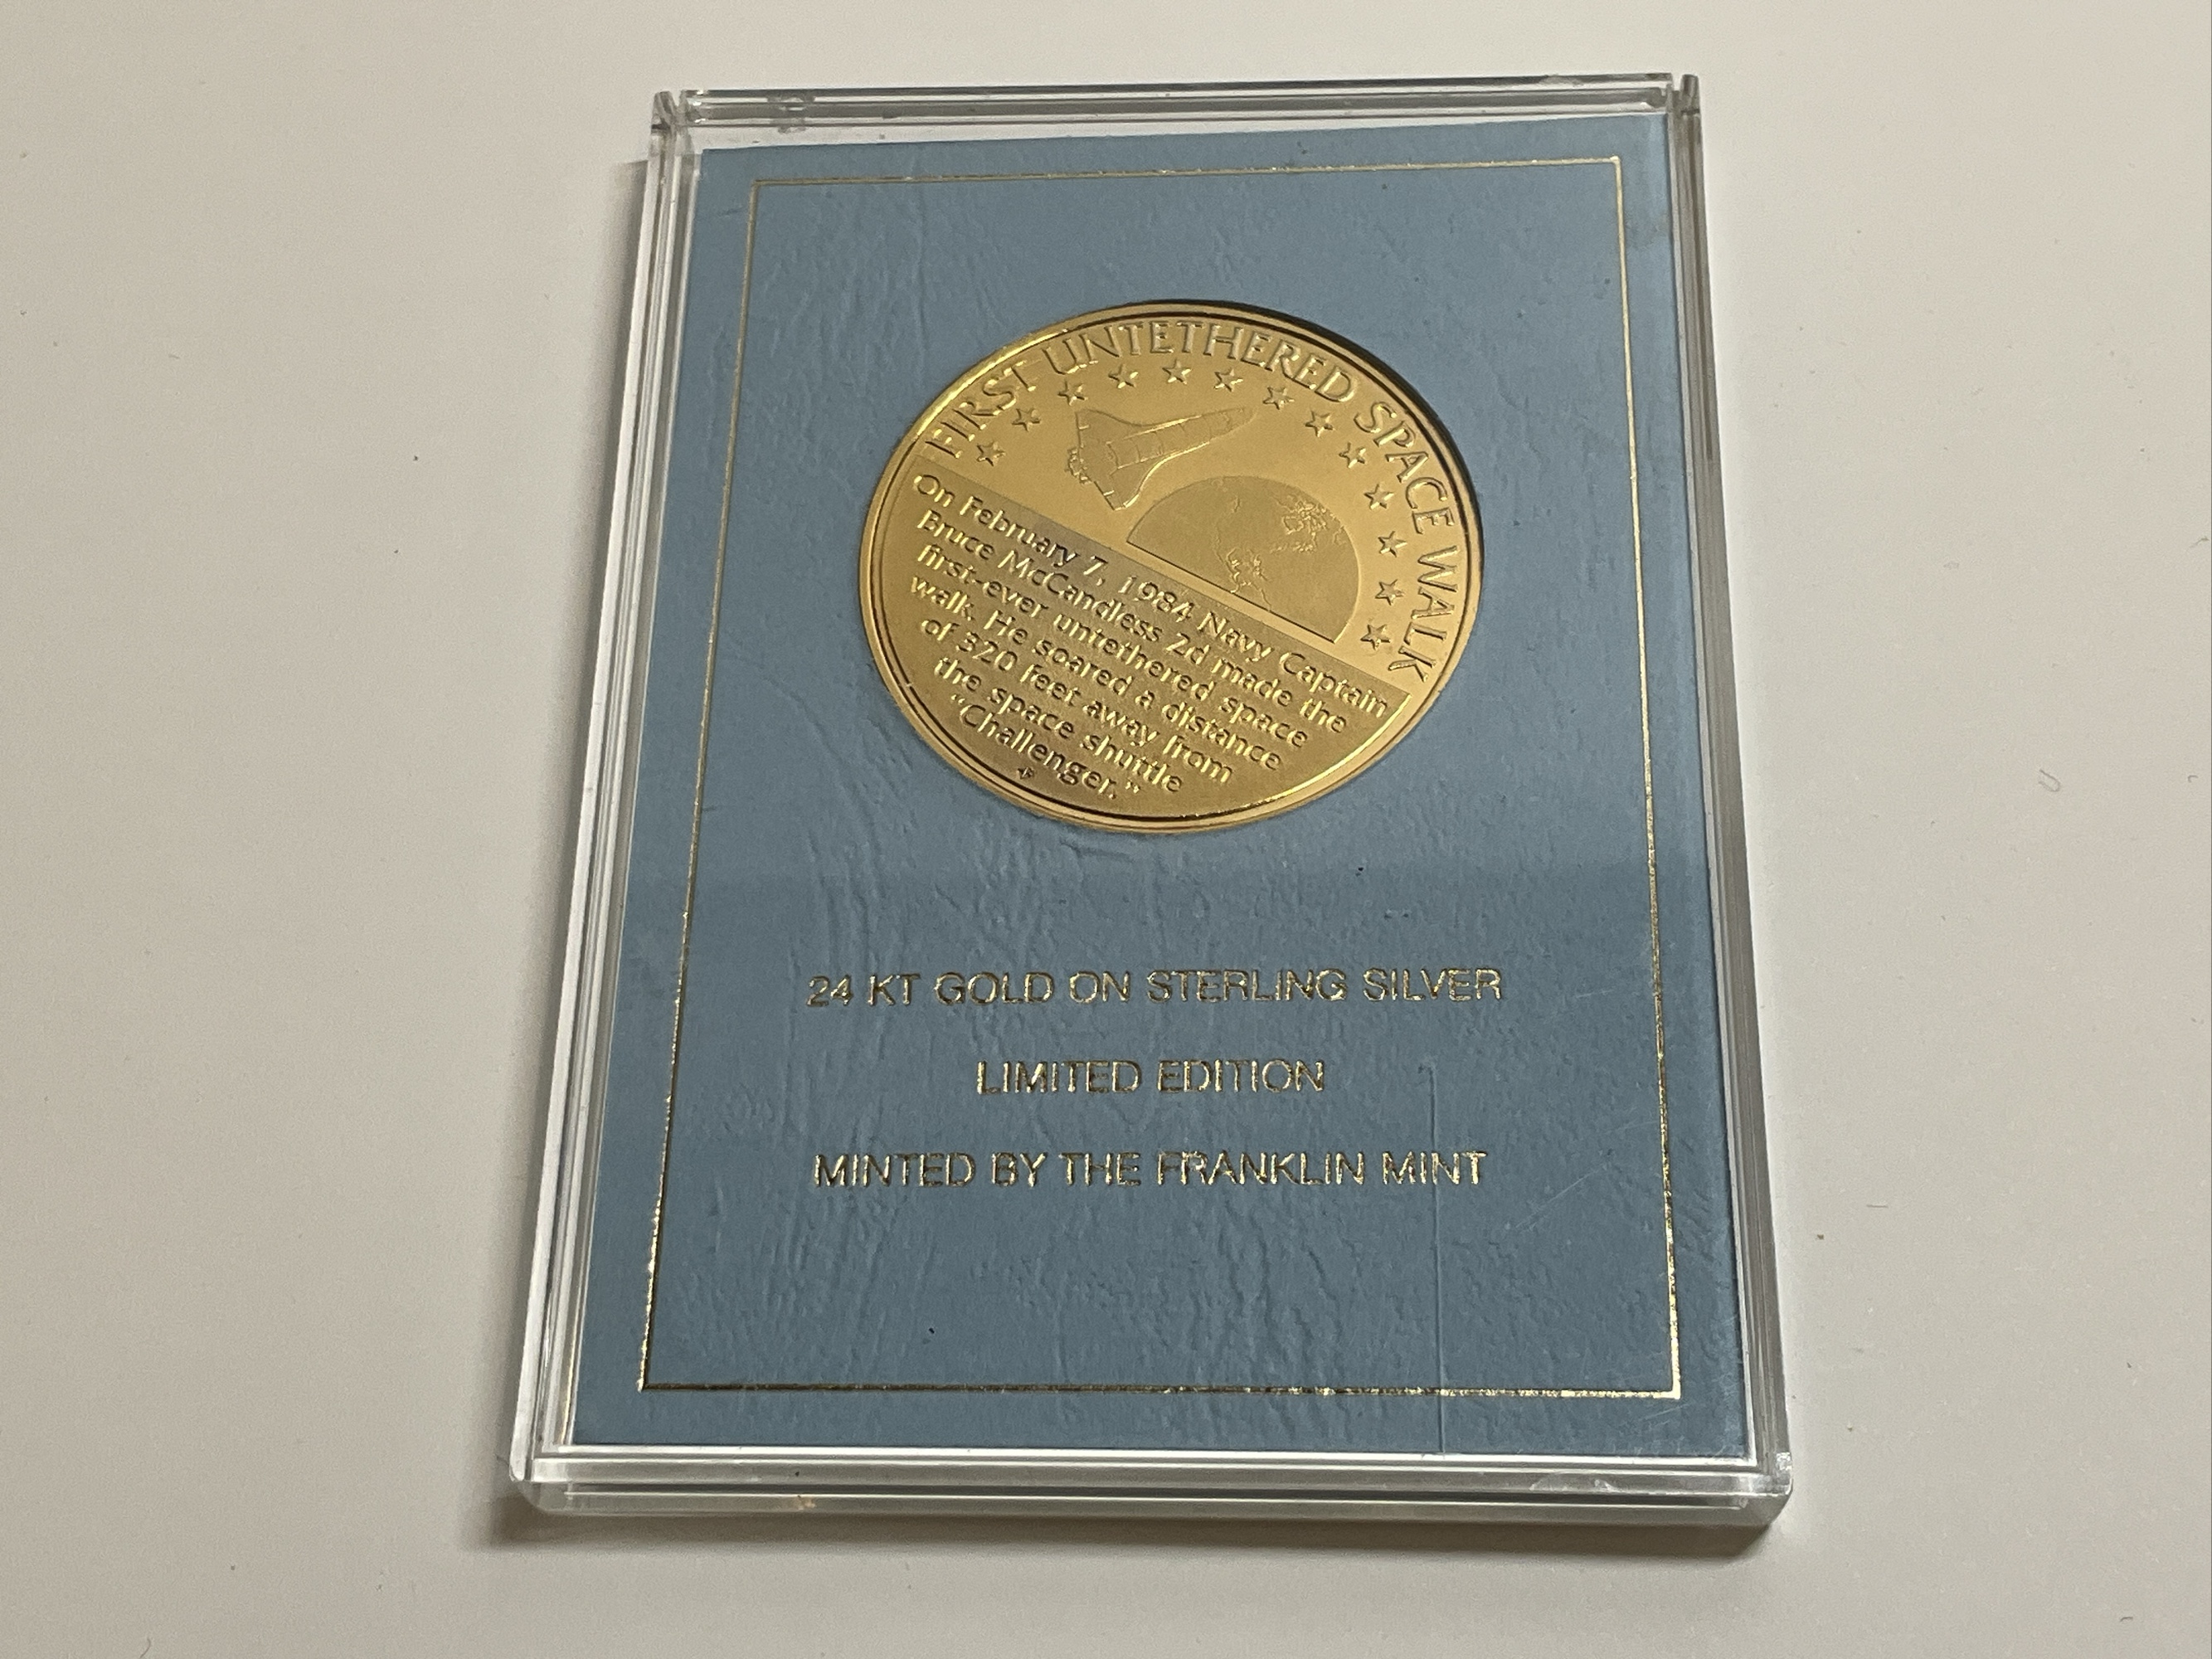 FIRST UNTETHERED SPACE WALK
On February 7, 1984 Navy Captain
Bruce McCandless 2d made the
first-ever untethered space
walk. He soared a distance
of 320 feet away from
the space shuttle
“Challenger.”
24 KT GOLD ON STERLING SILVER
LIMITED EDITION
MINTED BY THE FRANKLIN MINT